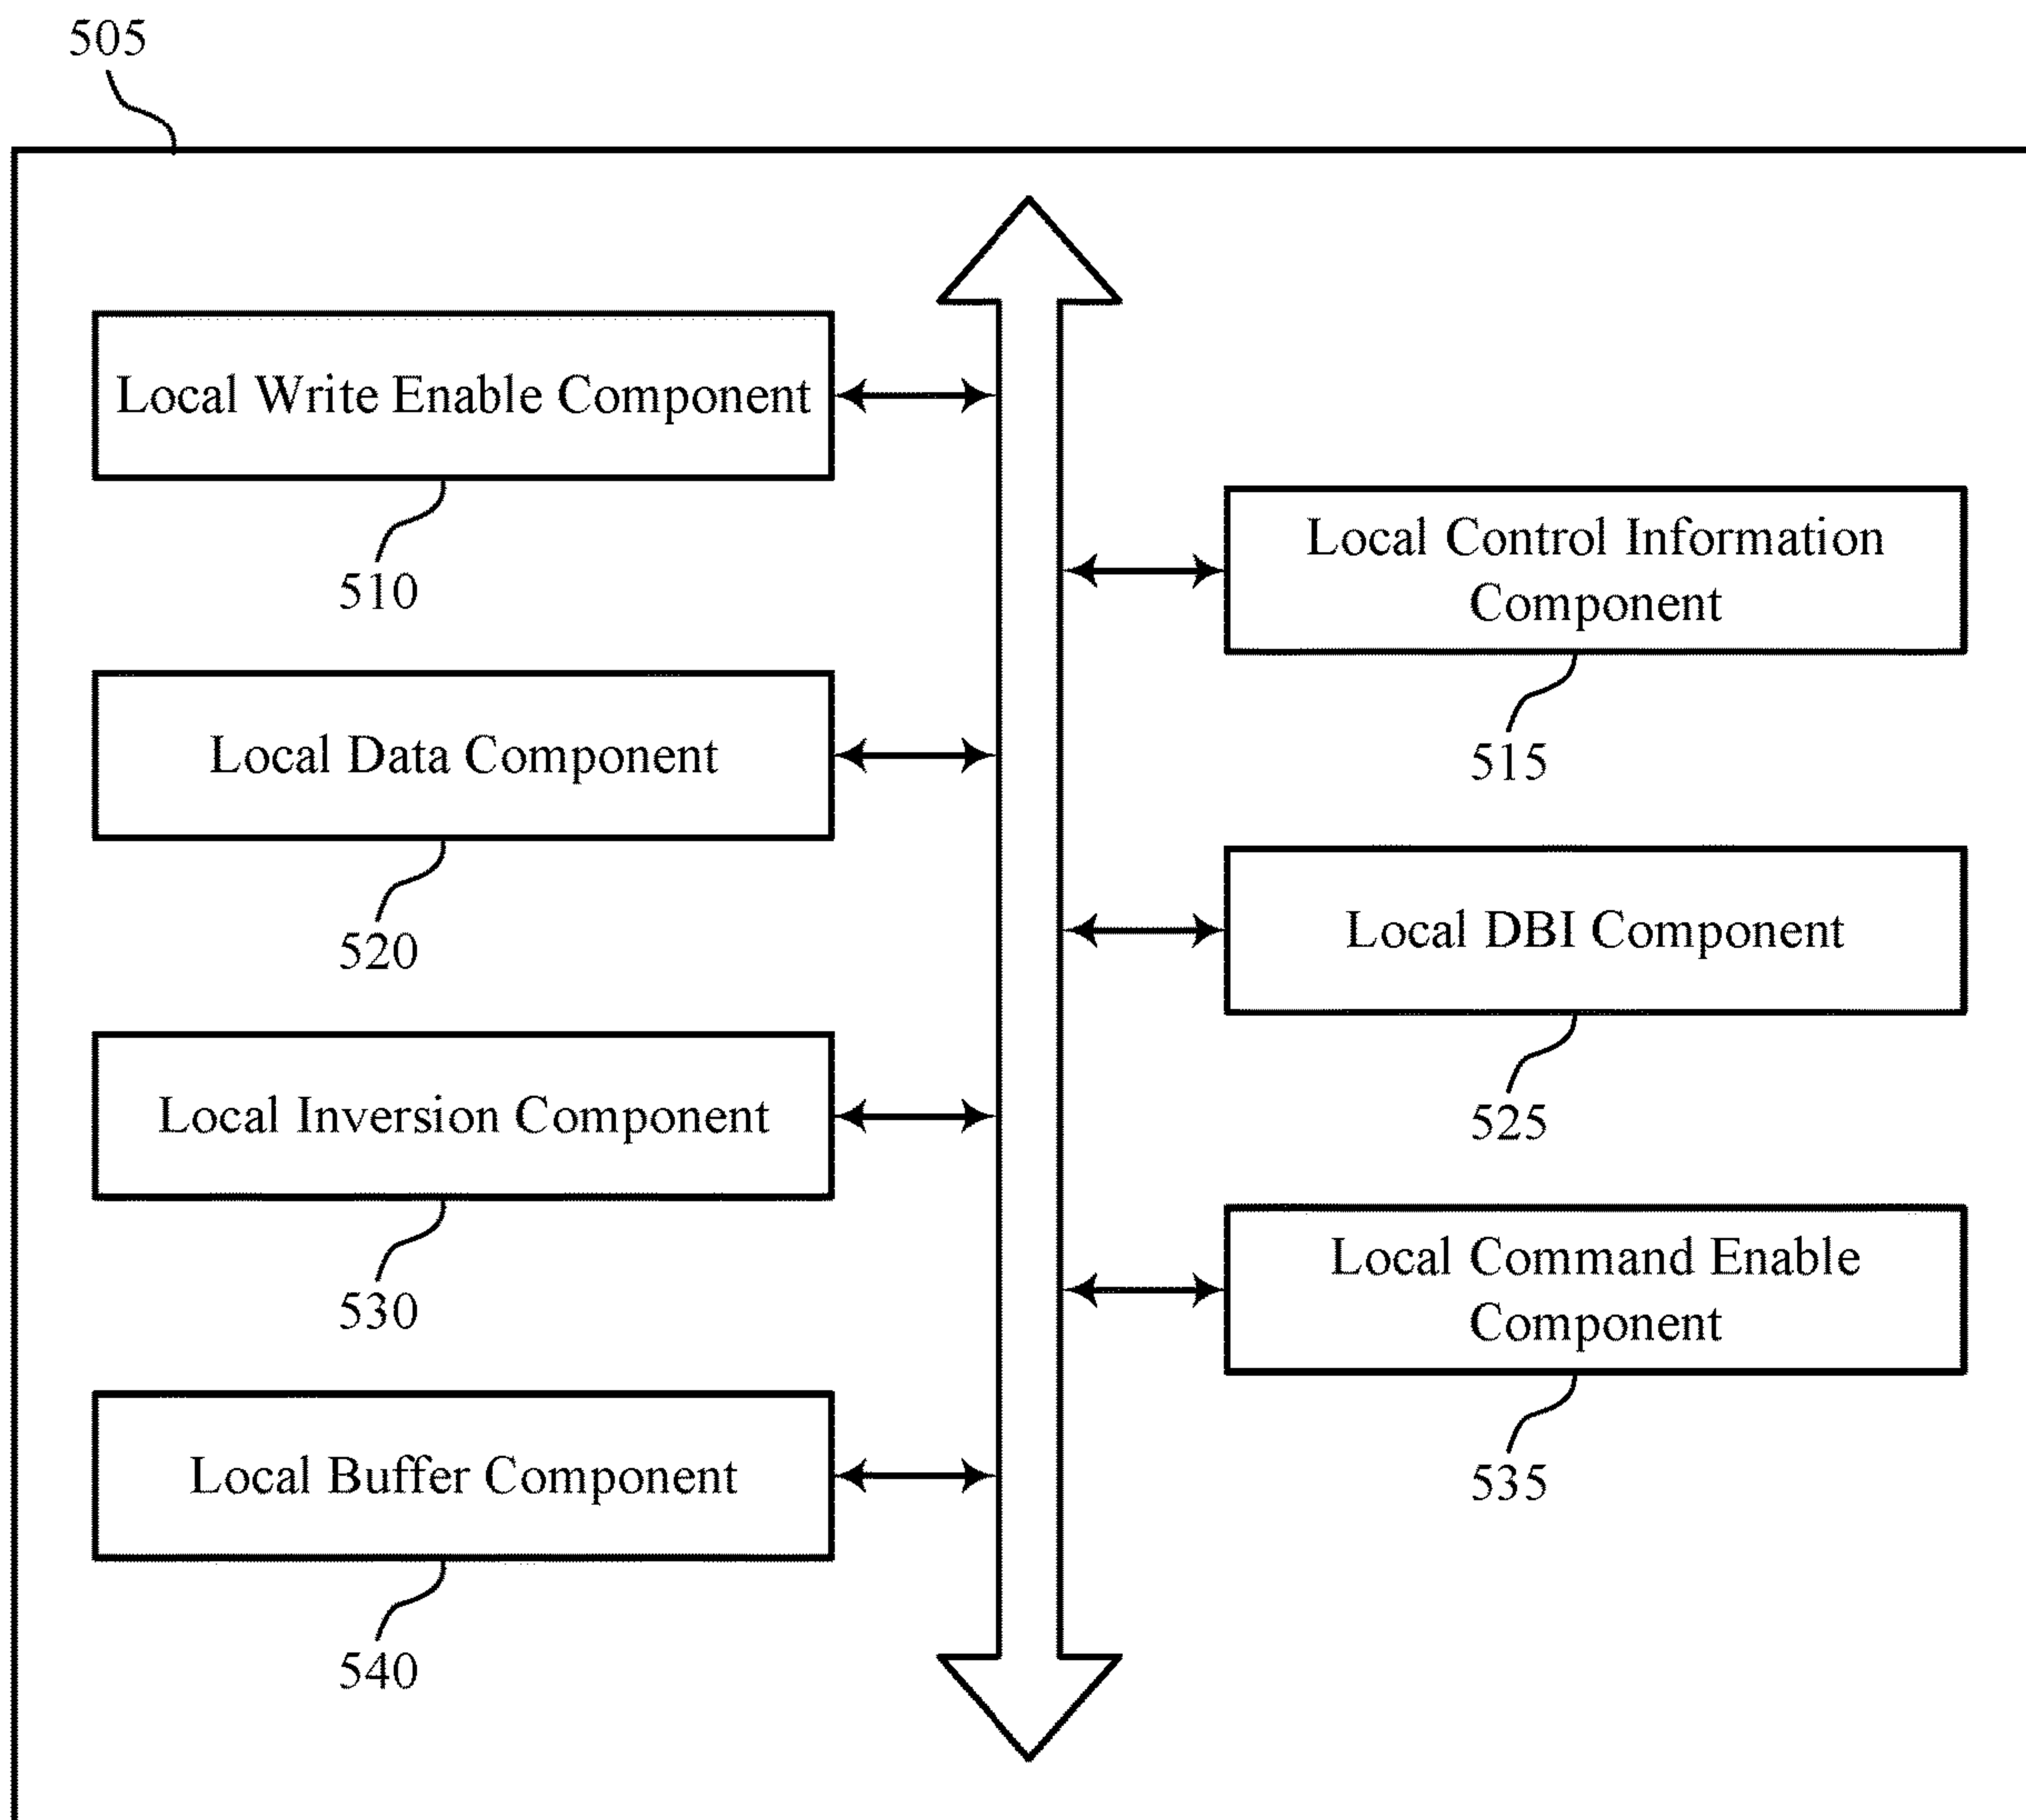 505
Local Write Enable Component
510
Local Control Information
Component
515
Local Data Component
520
Local DBI Component
525
Local Inversion Component
530
Local Command Enable
Component
535
Local Buffer Component
540